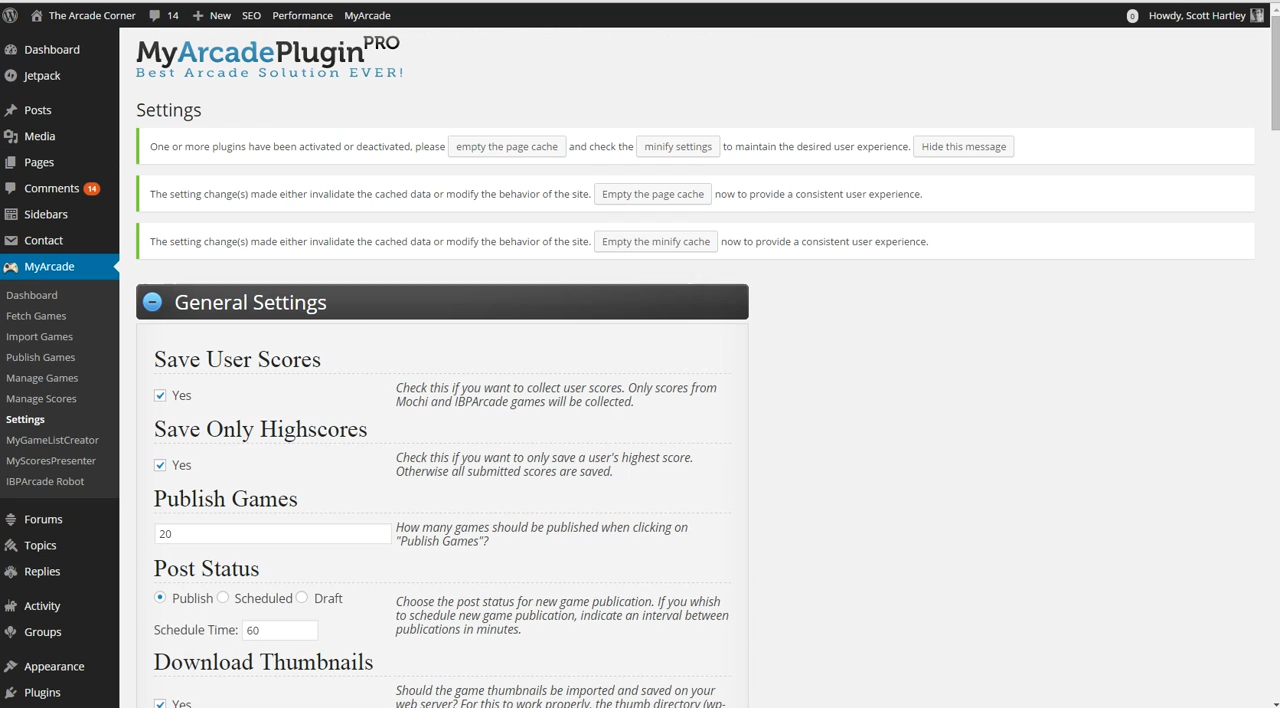 The Arcade Corner 14 New SEO Performance MyArcade 0 Howdy, Scott Hartley
Dashboard
Jetpack
Posts
Media
Pages
Comments 14
Sidebars
Contact
MyArcade
Dashboard
Fetch Games
Import Games
Publish Games
Manage Games
Manage Scores
Settings
MyGameListCreator
MyScoresPresenter
IBPArcade Robot
Forums
Topics
Replies
Activity
Groups
Appearance
Plugins
MyArcadePlugin PRO
Best Arcade Solution EVER!
Settings
One or more plugins have been activated or deactivated, please empty the page cache and check the minify settings to maintain the desired user experience. Hide this message
The setting change(s) made either invalidate the cached data or modify the behavior of the site. Empty the page cache now to provide a consistent user experience.
The setting change(s) made either invalidate the cached data or modify the behavior of the site. Empty the minify cache now to provide a consistent user experience.
General Settings
Save User Scores
Yes
Check this if you want to collect user scores. Only scores from
Mochi and IBPArcade games will be collected.
Save Only Highscores
Yes
Check this if you want to only save a user's highest score.
Otherwise all submitted scores are saved.
Publish Games
20
How many games should be published when clicking on
"Publish Games"?
Post Status
Publish Scheduled Draft
Schedule Time: 60
Choose the post status for new game publication. If you whish
to schedule new game publication, indicate an interval between
publications in minutes.
Download Thumbnails
Yes
Should the game thumbnails be imported and saved on your
web server? For this to work properly, the thumb directory (wp-